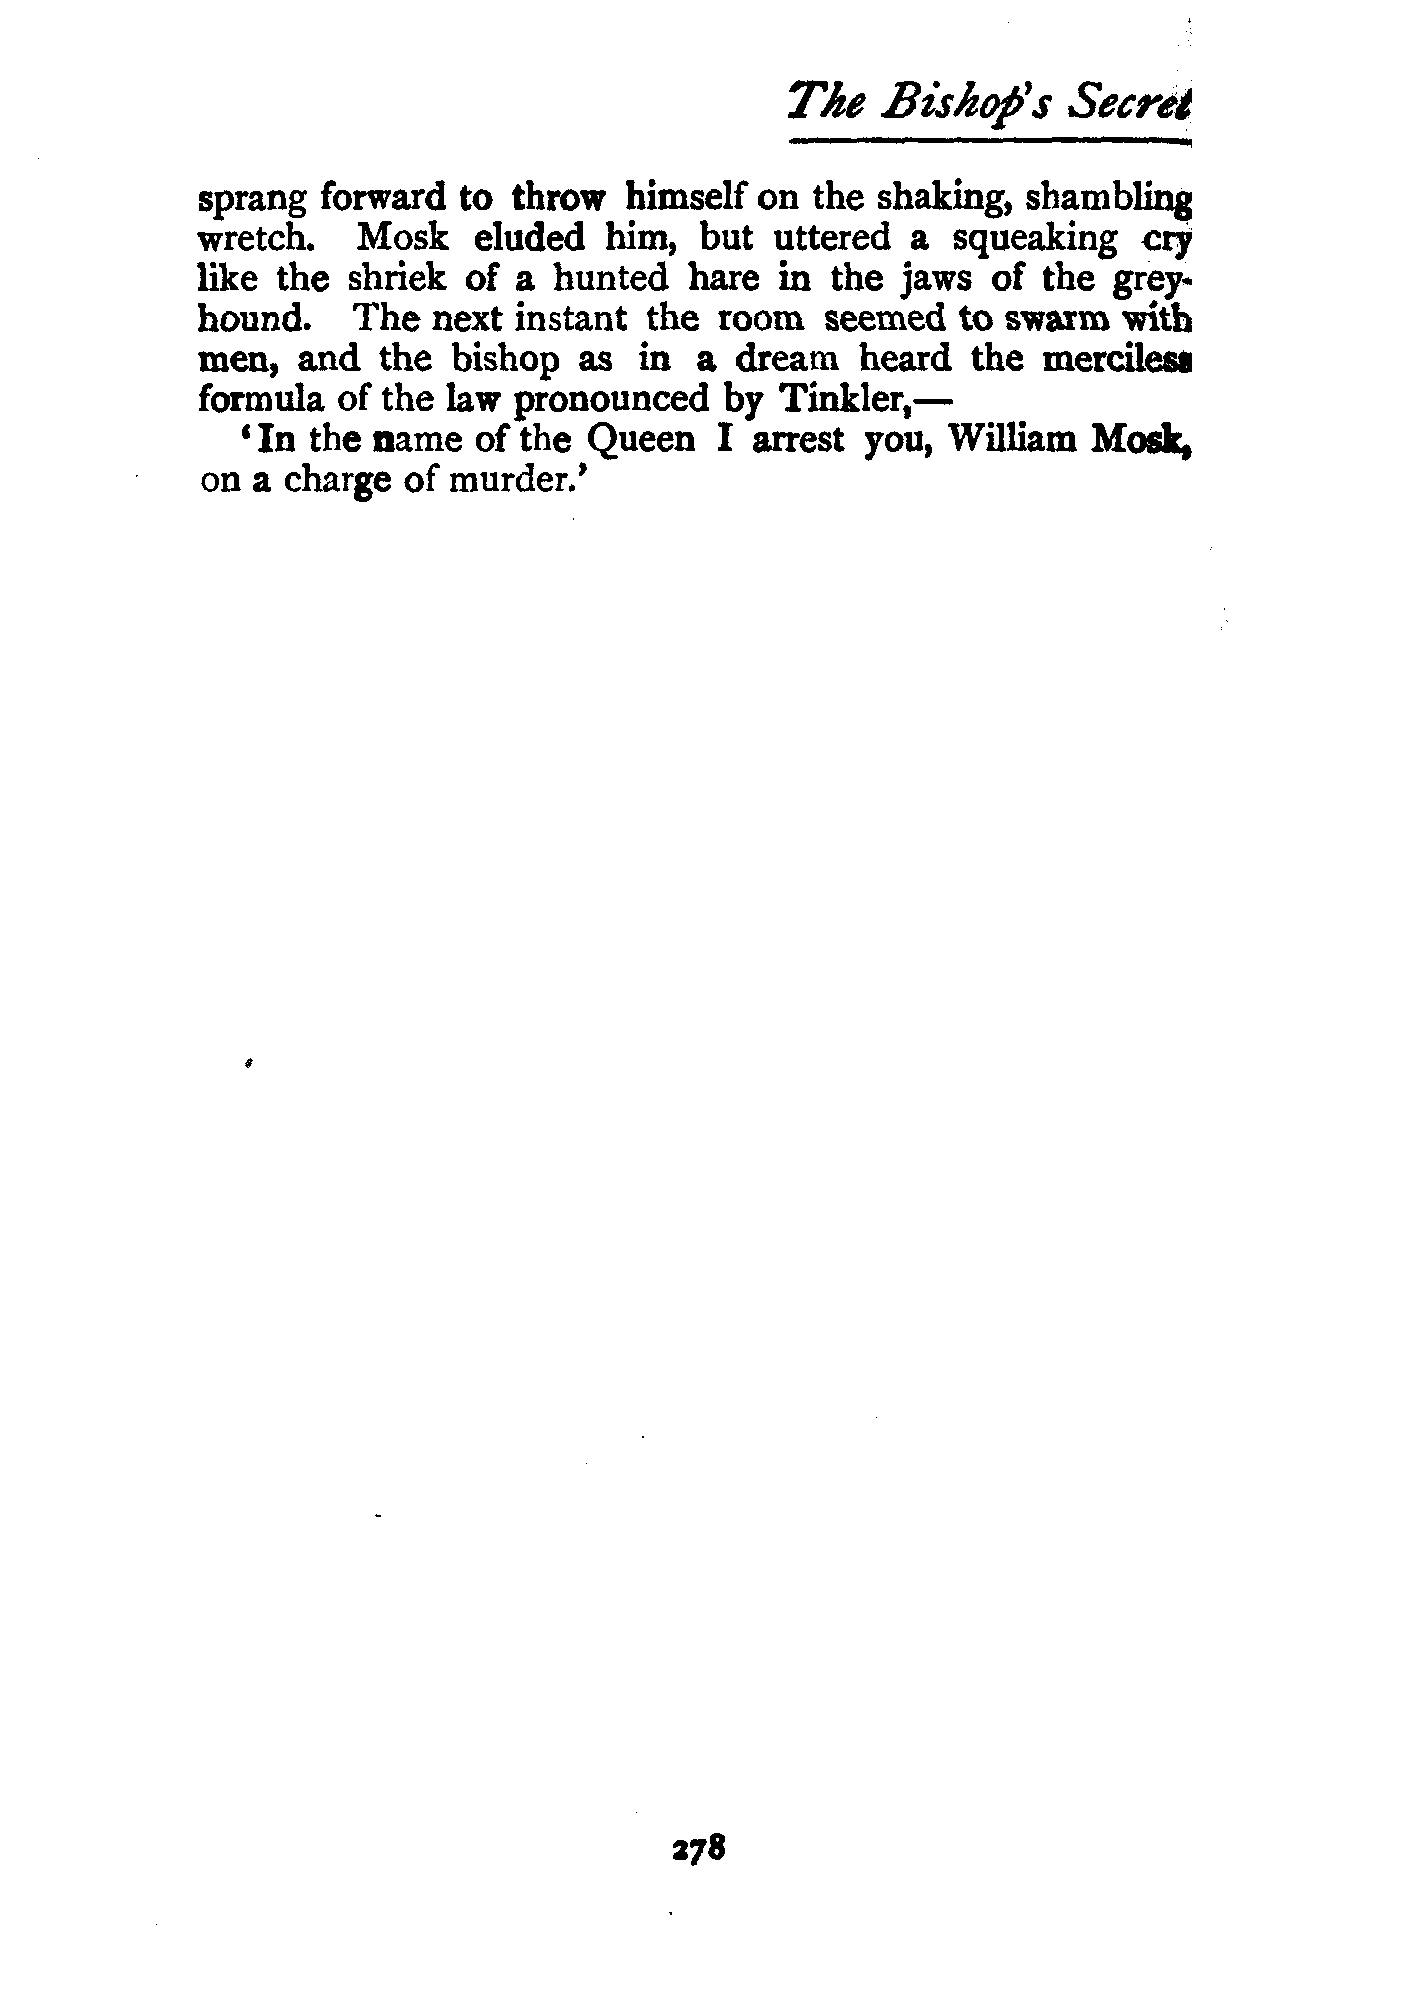 The Bishop's Secret
sprang forward to throw himself on the shaking, shambling
wretch. Mosk eluded him, but uttered a squeaking cry
like the shriek of a hunted hare in the jaws of the grey-
hound. The next instant the room seemed to swarm with
men, and the bishop as in a dream heard the merciless
formula of the law pronounced by Tinkler,—
‘In the name of the Queen I arrest you, William Mosk,
on a charge of murder.’
278